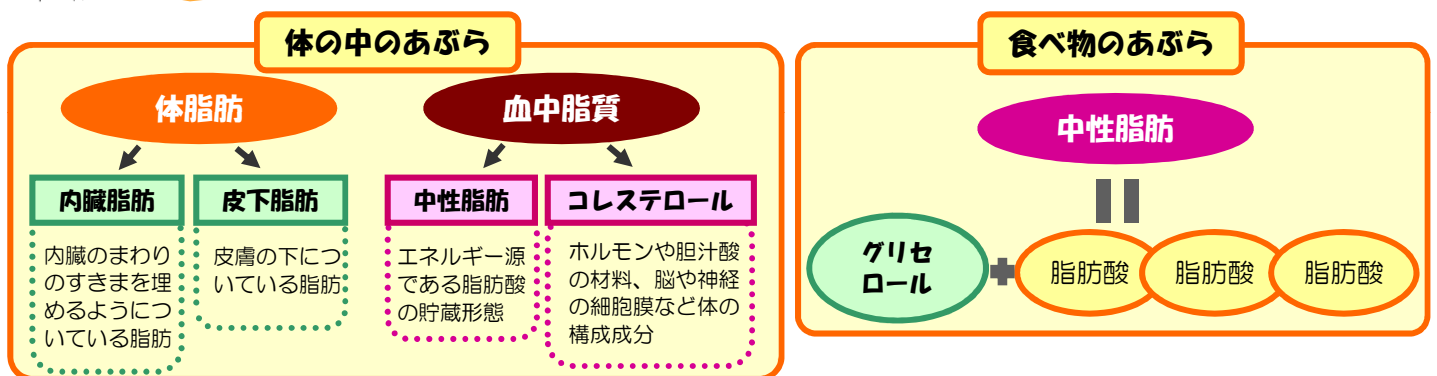 体の中のあぶら
体脂肪
血中脂質
内臓脂肪
内臓のまわり
のすきまを埋
めるようにつ
いている脂肪
皮下脂肪
皮膚の下につ
いている脂肪
中性脂肪
エネルギー源
である脂肪酸
の貯蔵形態
コレステロール
ホルモンや胆汁酸
の材料、脳や神経
の細胞膜など体の
構成成分
食べ物のあぶら
中性脂肪
グリセ
ロール
脂肪酸
脂肪酸
脂肪酸